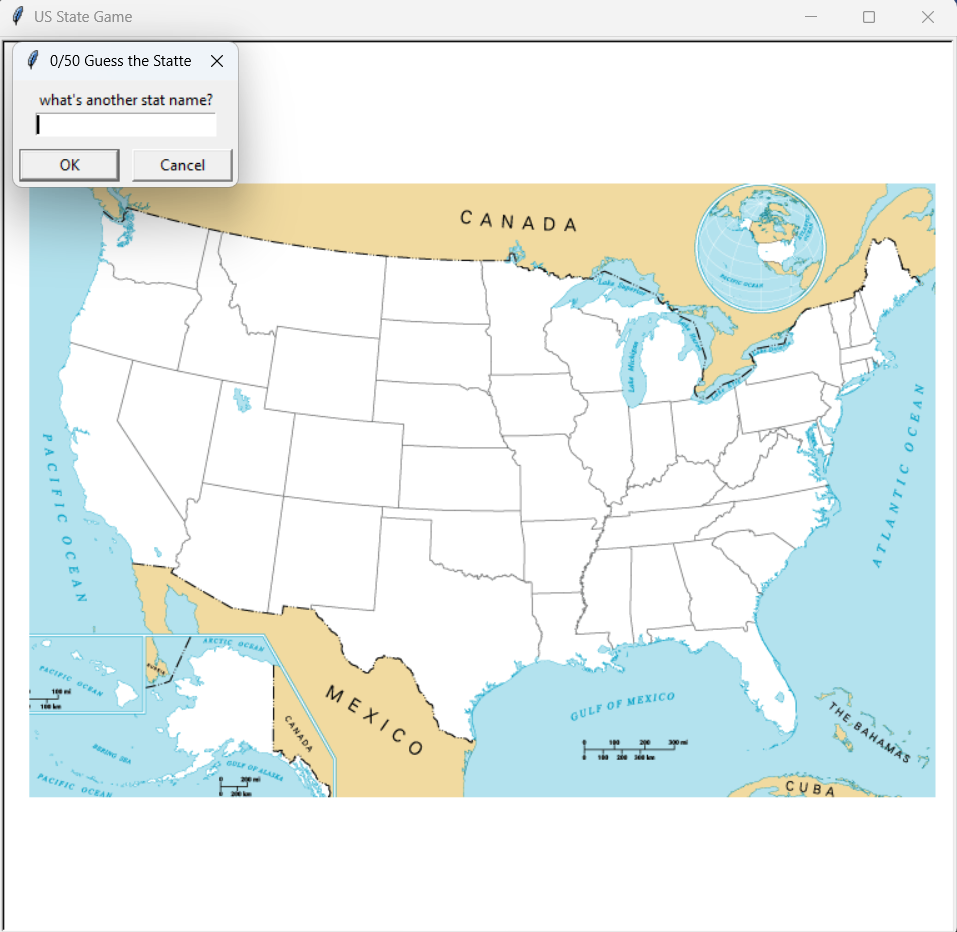 US State Game
0/50 Guess the Statte
what's another stat name?
OK
Cancel
CANADA
Lake Superior
Lake Michigan
PACIFIC OCEAN
PACIFIC OCEAN
ATLANTIC OCEAN
ARCTIC OCEAN
PACIFIC OCEAN
RUSSIA
100 mi
100 km
MEXICO
CANADA
GULF OF MEXICO
0 100 200 300 mi
0 100 200 300 km
THE BAHAMAS
BERING SEA
GULF OF ALASKA
PACIFIC OCEAN
0 200 mi
0 200 km
CUBA